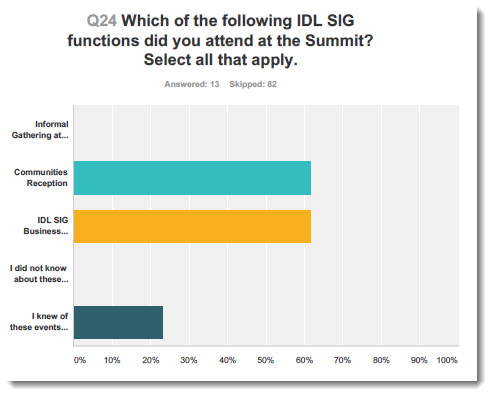 Q24 Which of the following IDL SIG
functions did you attend at the Summit?
Select all that apply.
Answered: 13 Skipped: 82
Informal
Gathering at...
Communities
Reception
IDL SIG
Business...
I did not know
about these...
I knew of
these events...
0% 10% 20% 30% 40% 50% 60% 70% 80% 90% 100%